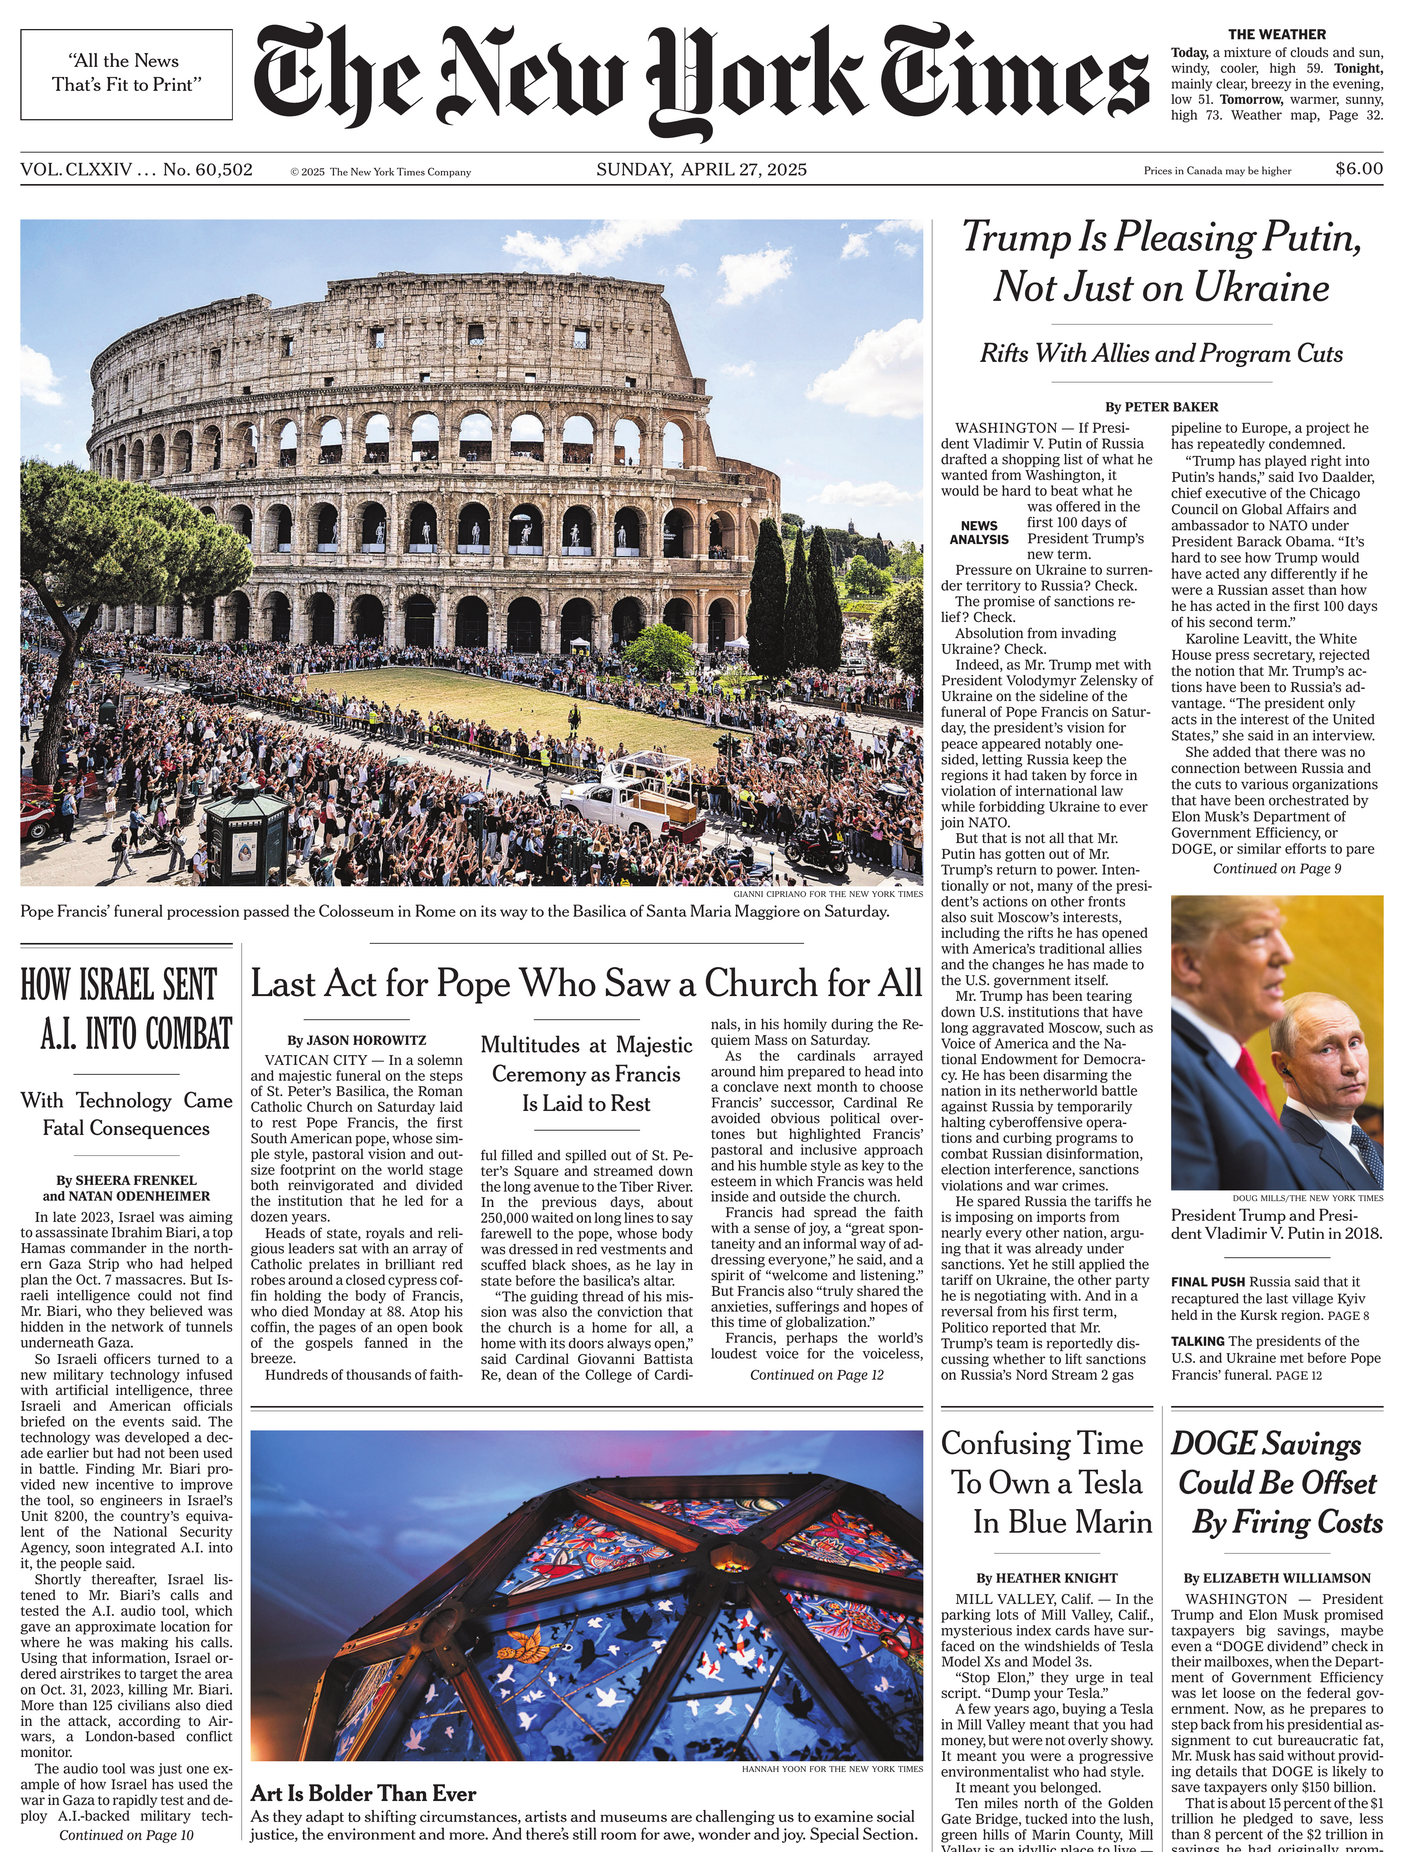 “All the News
That’s Fit to Print”
The New York Times
THE WEATHER
Today, a mixture of clouds and sun,
windy, cooler, high 59. Tonight,
mainly clear, breezy in the evening,
low 51. Tomorrow, warmer, sunny,
high 73. Weather map, Page 32.
VOL. CLXXIV ... No. 60,502
© 2025 The New York Times Company
SUNDAY, APRIL 27, 2025
Prices in Canada may be higher
$6.00
GIANNI CIPRIANO FOR THE NEW YORK TIMES
Pope Francis’ funeral procession passed the Colosseum in Rome on its way to the Basilica of Santa Maria Maggiore on Saturday.
Trump Is Pleasing Putin,
Not Just on Ukraine
Rifts With Allies and Program Cuts
By PETER BAKER
WASHINGTON — If Presi-
dent Vladimir V. Putin of Russia
drafted a shopping list of what he
wanted from Washington, it
would be hard to beat what he
was offered in the
first 100 days of
President Trump’s
new term.
NEWS
ANALYSIS
Pressure on Ukraine to surren-
der territory to Russia? Check.
The promise of sanctions re-
lief? Check.
Absolution from invading
Ukraine? Check.
Indeed, as Mr. Trump met with
President Volodymyr Zelensky of
Ukraine on the sideline of the
funeral of Pope Francis on Satur-
day, the president’s vision for
peace appeared notably one-
sided, letting Russia keep the
regions it had taken by force in
violation of international law
while forbidding Ukraine to ever
join NATO.
But that is not all that Mr.
Putin has gotten out of Mr.
Trump’s return to power. Inten-
tionally or not, many of the presi-
dent’s actions on other fronts
also suit Moscow’s interests,
including the rifts he has opened
with America’s traditional allies
and the changes he has made to
the U.S. government itself.
Mr. Trump has been tearing
down U.S. institutions that have
long aggravated Moscow, such as
Voice of America and the Na-
tional Endowment for Democra-
cy. He has been disarming the
nation in its netherworld battle
against Russia by temporarily
halting cyberoffensive opera-
tions and curbing programs to
combat Russian disinformation,
election interference, sanctions
violations and war crimes.
He spared Russia the tariffs he
is imposing on imports from
nearly every other nation, argu-
ing that it was already under
sanctions. Yet he still applied the
tariff on Ukraine, the other party
he is negotiating with. And in a
reversal from his first term,
Politico reported that Mr.
Trump’s team is reportedly dis-
cussing whether to lift sanctions
on Russia’s Nord Stream 2 gas
pipeline to Europe, a project he
has repeatedly condemned.
“Trump has played right into
Putin’s hands,” said Ivo Daalder,
chief executive of the Chicago
Council on Global Affairs and
ambassador to NATO under
President Barack Obama. “It’s
hard to see how Trump would
have acted any differently if he
were a Russian asset than how
he has acted in the first 100 days
of his second term.”
Karoline Leavitt, the White
House press secretary, rejected
the notion that Mr. Trump’s ac-
tions have been to Russia’s ad-
vantage. “The president only
acts in the interest of the United
States,” she said in an interview.
She added that there was no
connection between Russia and
the cuts to various organizations
that have been orchestrated by
Elon Musk’s Department of
Government Efficiency, or
DOGE, or similar efforts to pare
Continued on Page 9
DOUG MILLS/THE NEW YORK TIMES
President Trump and Presi-
dent Vladimir V. Putin in 2018.
FINAL PUSH Russia said that it
recaptured the last village Kyiv
held in the Kursk region. PAGE 8
TALKING The presidents of the
U.S. and Ukraine met before Pope
Francis’ funeral. PAGE 12
HOW ISRAEL SENT
A.I. INTO COMBAT
With Technology Came
Fatal Consequences
By SHEERA FRENKEL
and NATAN ODENHEIMER
In late 2023, Israel was aiming
to assassinate Ibrahim Biari, a top
Hamas commander in the north-
ern Gaza Strip who had helped
plan the Oct. 7 massacres. But Is-
raeli intelligence could not find
Mr. Biari, who they believed was
hidden in the network of tunnels
underneath Gaza.
So Israeli officers turned to a
new military technology infused
with artificial intelligence, three
Israeli and American officials
briefed on the events said. The
technology was developed a dec-
ade earlier but had not been used
in battle. Finding Mr. Biari pro-
vided new incentive to improve
the tool, so engineers in Israel’s
Unit 8200, the country’s equiva-
lent of the National Security
Agency, soon integrated A.I. into
it, the people said.
Shortly thereafter, Israel lis-
tened to Mr. Biari’s calls and
tested the A.I. audio tool, which
gave an approximate location for
where he was making his calls.
Using that information, Israel or-
dered airstrikes to target the area
on Oct. 31, 2023, killing Mr. Biari.
More than 125 civilians also died
in the attack, according to Air-
wars, a London-based conflict
monitor.
The audio tool was just one ex-
ample of how Israel has used the
war in Gaza to rapidly test and de-
ploy A.I.-backed military tech-
Continued on Page 10
Last Act for Pope Who Saw a Church for All
By JASON HOROWITZ
VATICAN CITY — In a solemn
and majestic funeral on the steps
of St. Peter’s Basilica, the Roman
Catholic Church on Saturday laid
to rest Pope Francis, the first
South American pope, whose sim-
ple style, pastoral vision and out-
size footprint on the world stage
both reinvigorated and divided
the institution that he led for a
dozen years.
Heads of state, royals and reli-
gious leaders sat with an array of
Catholic prelates in brilliant red
robes around a closed cypress cof-
fin holding the body of Francis,
who died Monday at 88. Atop his
coffin, the pages of an open book
of the gospels fanned in the
breeze.
Hundreds of thousands of faith-
Multitudes at Majestic
Ceremony as Francis
Is Laid to Rest
ful filled and spilled out of St. Pe-
ter’s Square and streamed down
the long avenue to the Tiber River.
In the previous days, about
250,000 waited on long lines to say
farewell to the pope, whose body
was dressed in red vestments and
scuffed black shoes, as he lay in
state before the basilica’s altar.
“The guiding thread of his mis-
sion was also the conviction that
the church is a home for all, a
home with its doors always open,”
said Cardinal Giovanni Battista
Re, dean of the College of Cardi-
nals, in his homily during the Re-
quiem Mass on Saturday.
As the cardinals arrayed
around him prepared to head into
a conclave next month to choose
Francis’ successor, Cardinal Re
avoided obvious political over-
tones but highlighted Francis’
pastoral and inclusive approach
and his humble style as key to the
esteem in which Francis was held
inside and outside the church.
Francis had spread the faith
with a sense of joy, a “great spon-
taneity and an informal way of ad-
dressing everyone,” he said, and a
spirit of “welcome and listening.”
But Francis also “truly shared the
anxieties, sufferings and hopes of
this time of globalization.”
Francis, perhaps the world’s
loudest voice for the voiceless,
Continued on Page 12
HANNAH YOON FOR THE NEW YORK TIMES
Art Is Bolder Than Ever
As they adapt to shifting circumstances, artists and museums are challenging us to examine social
justice, the environment and more. And there’s still room for awe, wonder and joy. Special Section.
Confusing Time
To Own a Tesla
In Blue Marin
By HEATHER KNIGHT
MILL VALLEY, Calif. — In the
parking lots of Mill Valley, Calif.,
mysterious index cards have sur-
faced on the windshields of Tesla
Model Xs and Model 3s.
“Stop Elon,” they urge in teal
script. “Dump your Tesla.”
A few years ago, buying a Tesla
in Mill Valley meant that you had
money, but were not overly showy.
It meant you were a progressive
environmentalist who had style.
It meant you belonged.
Ten miles north of the Golden
Gate Bridge, tucked into the lush,
green hills of Marin County, Mill
Valley is an idyllic place to live —
DOGE Savings
Could Be Offset
By Firing Costs
By ELIZABETH WILLIAMSON
WASHINGTON — President
Trump and Elon Musk promised
taxpayers big savings, maybe
even a “DOGE dividend” check in
their mailboxes, when the Depart-
ment of Government Efficiency
was let loose on the federal gov-
ernment. Now, as he prepares to
step back from his presidential as-
signment to cut bureaucratic fat,
Mr. Musk has said without provid-
ing details that DOGE is likely to
save taxpayers only $150 billion.
That is about 15 percent of the $1
trillion he pledged to save, less
than 8 percent of the $2 trillion in
savings he had originally prom-